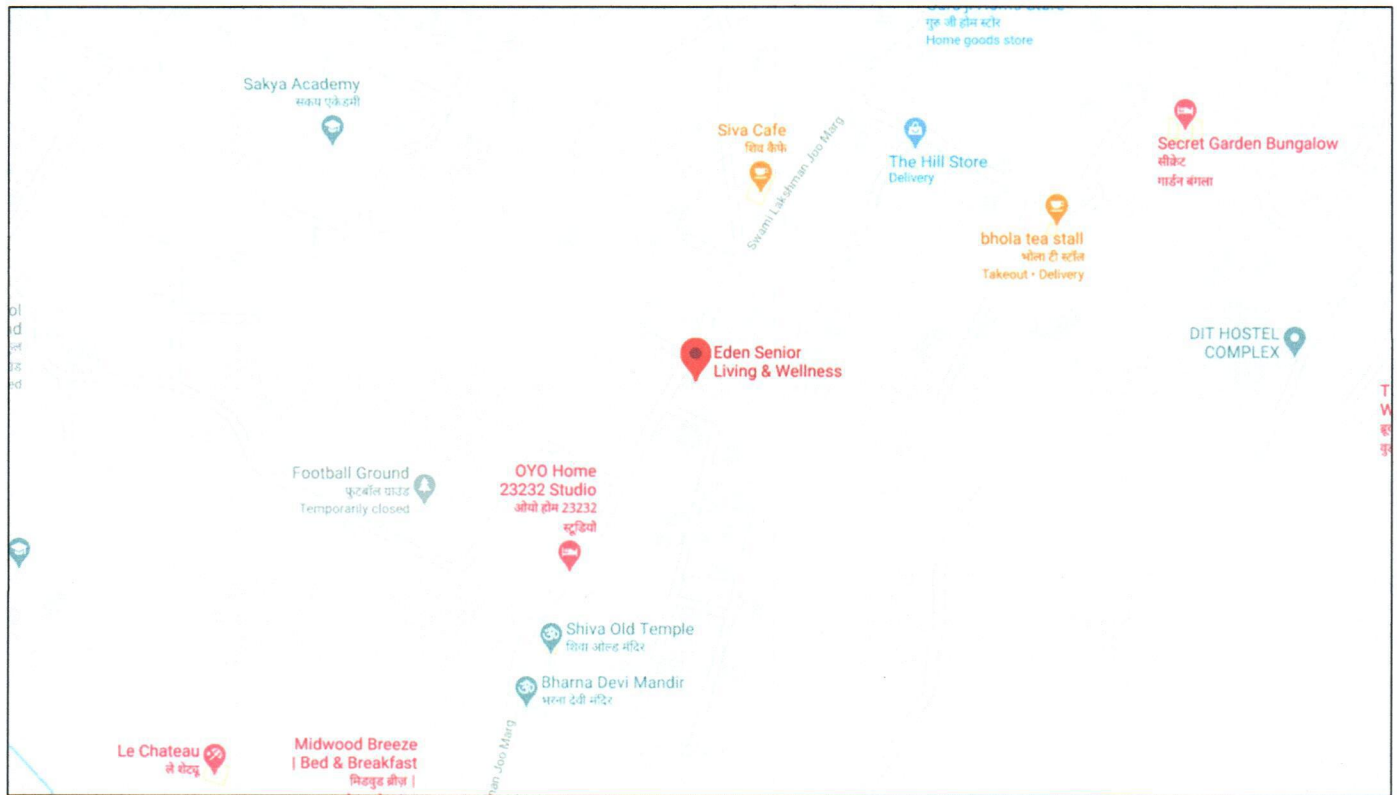 गुरु जी होम स्टोर
Home goods store
Sakya Academy
सक्य एकेडमी
Siva Cafe
शिव कैफे
Swami Lakshman Joo Marg
The Hill Store
Delivery
Secret Garden Bungalow
सीक्रेट
गार्डन बंगला
bhola tea stall
भोला टी स्टॉल
Takeout • Delivery
DIT HOSTEL
COMPLEX
Eden Senior
Living & Wellness
Football Ground
फुटबॉल ग्राउंड
Temporarily closed
OYO Home
23232 Studio
ओयो होम 23232
स्टूडियो
Shiva Old Temple
शिवा ओल्ड मंदिर
Bharna Devi Mandir
भरना देवी मंदिर
Joo Marg
Le Chateau
ले शेटयू
Midwood Breeze
| Bed & Breakfast
मिडवुड ब्रीज़ |